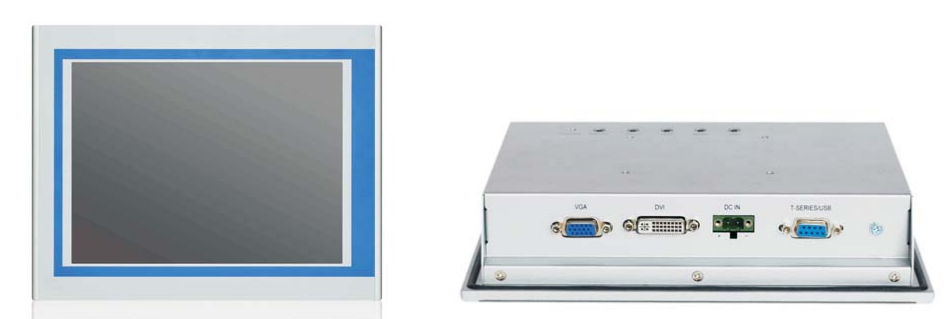 VGA
DVI
DC IN
T-SERIES/USB